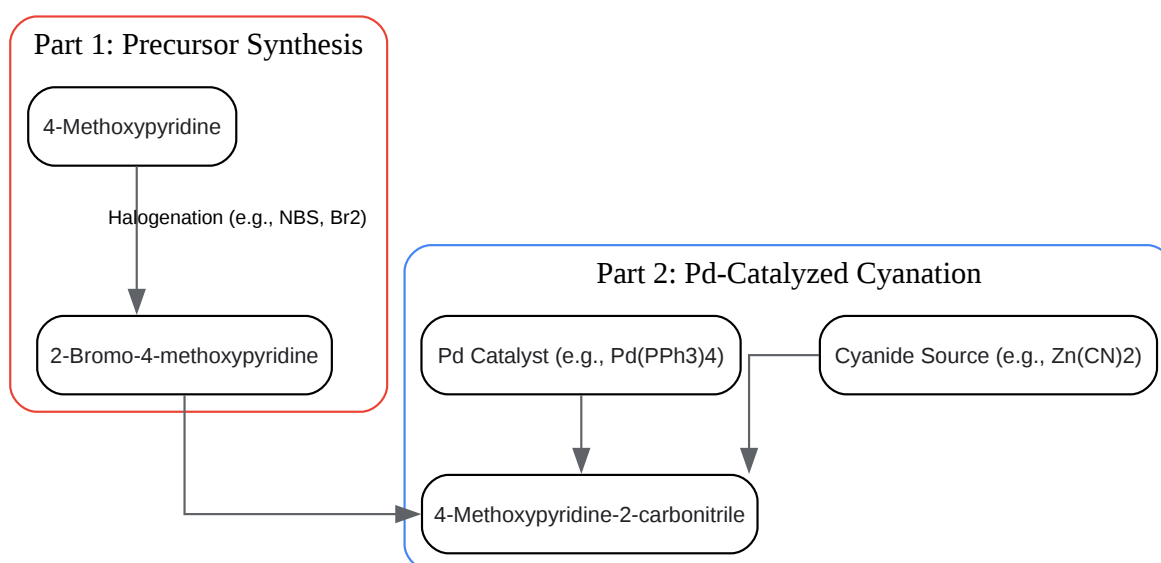 Part 1: Precursor Synthesis
4-Methoxypyridine
Halogenation (e.g., NBS, Br2)
2-Bromo-4-methoxypyridine
Part 2: Pd-Catalyzed Cyanation
Pd Catalyst (e.g., Pd(PPh3)4)
Cyanide Source (e.g., Zn(CN)2)
4-Methoxypyridine-2-carbonitrile